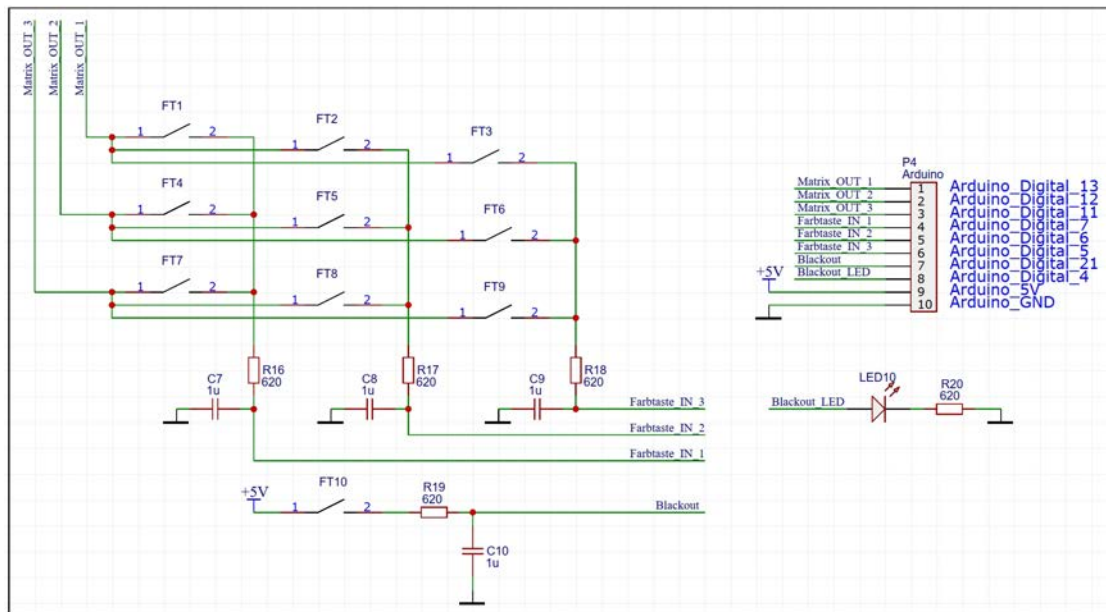 Matrix_OUT_3
Matrix_OUT_2
Matrix_OUT_1
FT1
1 2
FT2
1 2
FT3
1 2
FT4
1 2
FT5
1 2
FT6
1 2
FT7
1 2
FT8
1 2
FT9
1 2
R16
620
R17
620
R18
620
C7
1u
C8
1u
C9
1u
Farbtaste_IN_3
Farbtaste_IN_2
Farbtaste_IN_1
+5V
FT10
1 2
R19
620
Blackout
C10
1u
P4
Arduino
Matrix_OUT_1 1 Arduino_Digital_13
Matrix_OUT_2 2 Arduino_Digital_12
Matrix_OUT_3 3 Arduino_Digital_11
Farbtaste_IN_1 4 Arduino_Digital_7
Farbtaste_IN_2 5 Arduino_Digital_6
Farbtaste_IN_3 6 Arduino_Digital_5
Blackout 7 Arduino_Digital_21
Blackout_LED 8 Arduino_Digital_4
+5V 9 Arduino_5V
10 Arduino_GND
LED10
Blackout_LED
R20
620